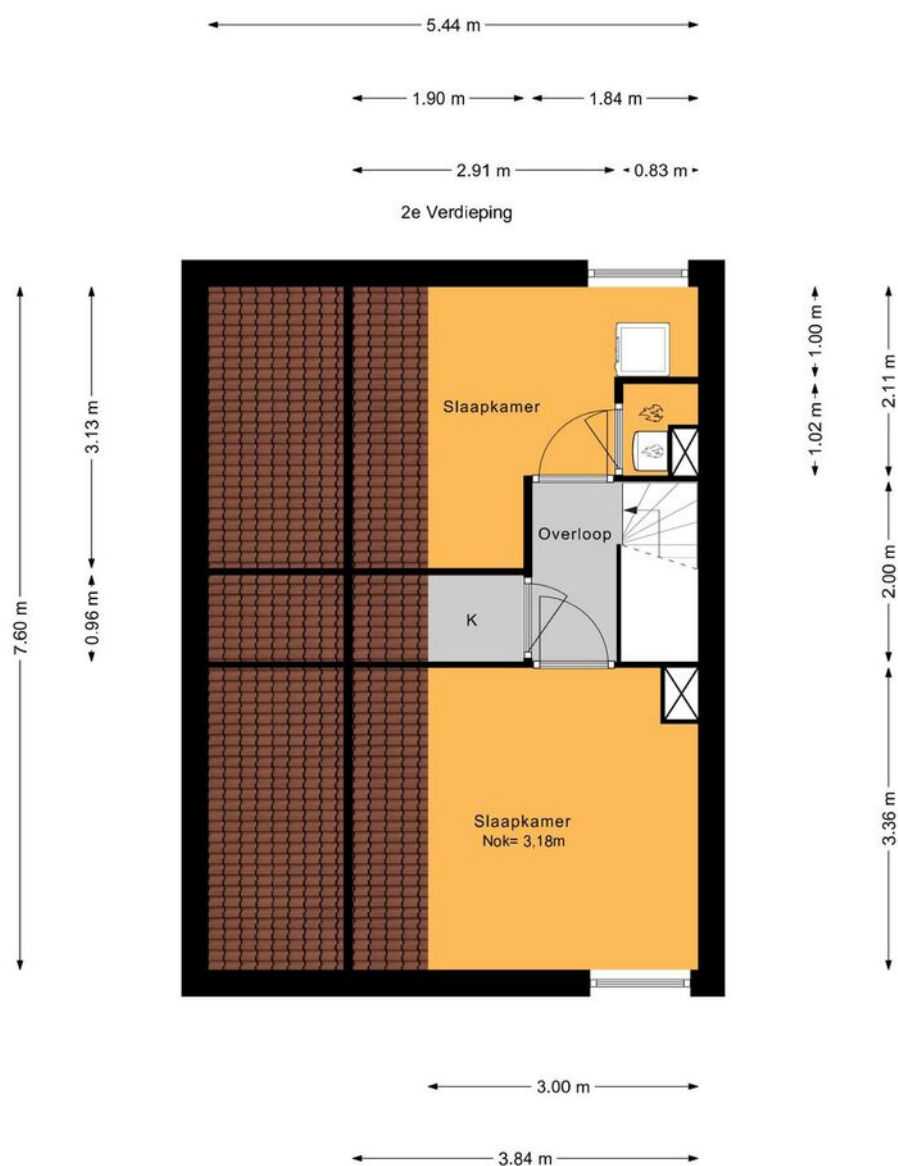 5.44 m
1.90 m
1.84 m
2.91 m
0.83 m
2e Verdieping
7.60 m
3.13 m
0.96 m
1.00 m
1.02 m
2.11 m
2.00 m
3.36 m
Slaapkamer
Overloop
K
Slaapkamer
Nok= 3,18m
3.00 m
3.84 m